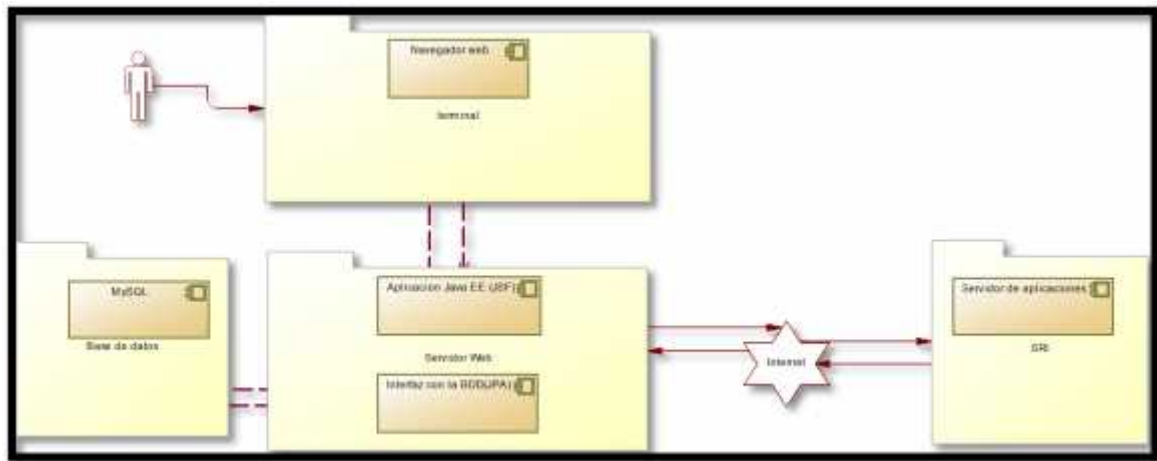 Navegador web
terminal
MySQL
Base de datos
Aplicacion Java EE (JSF)
Servidor Web
Interfaz con la BDD(JPA)
Internet
Servidor de aplicaciones
SRI